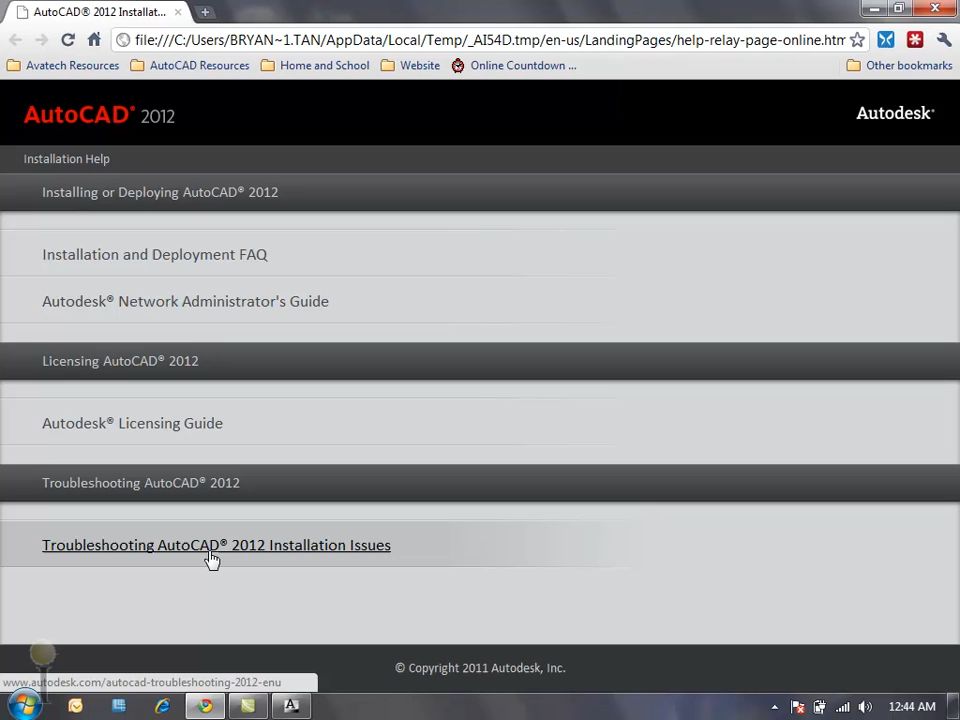 AutoCAD® 2012 Installat...
file:///C:/Users/BRYAN~1.TAN/AppData/Local/Temp/_AI54D.tmp/en-us/LandingPages/help-relay-page-online.htm
Avatech Resources
AutoCAD Resources
Home and School
Website
Online Countdown ...
Other bookmarks
AutoCAD® 2012
Autodesk®
Installation Help
Installing or Deploying AutoCAD® 2012
Installation and Deployment FAQ
Autodesk® Network Administrator's Guide
Licensing AutoCAD® 2012
Autodesk® Licensing Guide
Troubleshooting AutoCAD® 2012
Troubleshooting AutoCAD® 2012 Installation Issues
© Copyright 2011 Autodesk, Inc.
www.autodesk.com/autocad-troubleshooting-2012-enu
12:44 AM